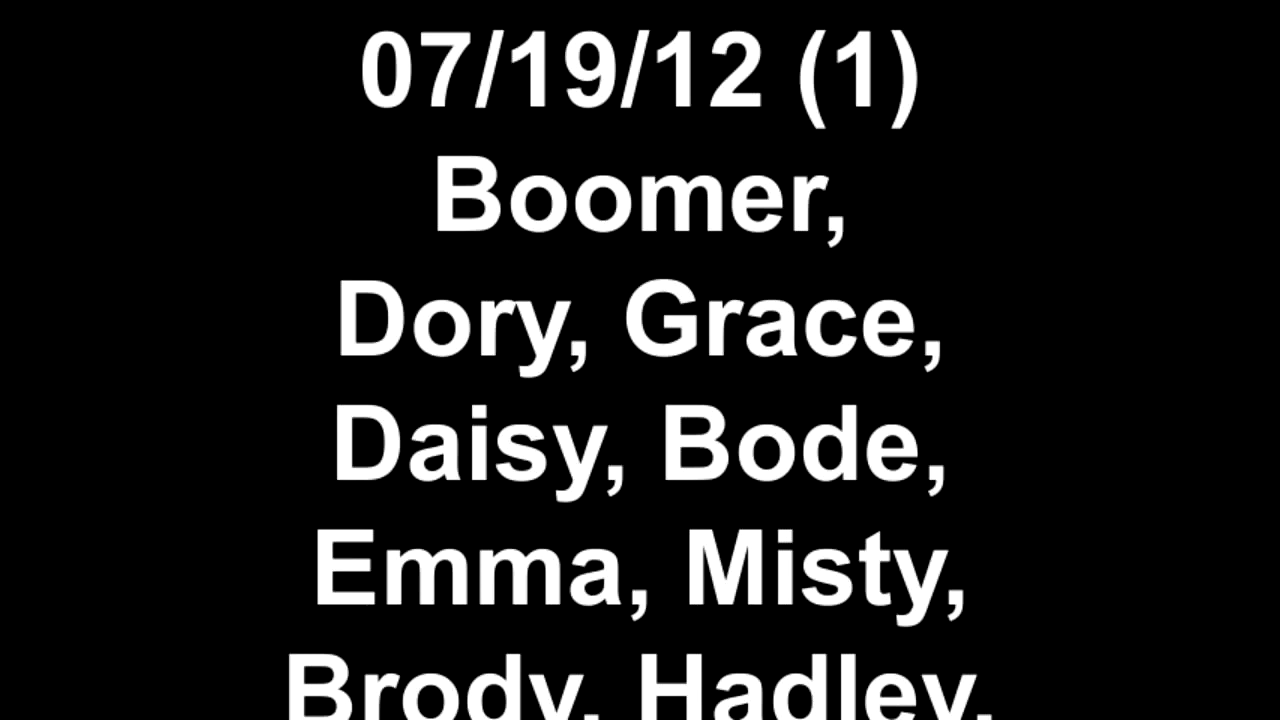 07/19/12 (1)
Boomer,
Dory, Grace,
Daisy, Bode,
Emma, Misty,
Brody, Hadley,